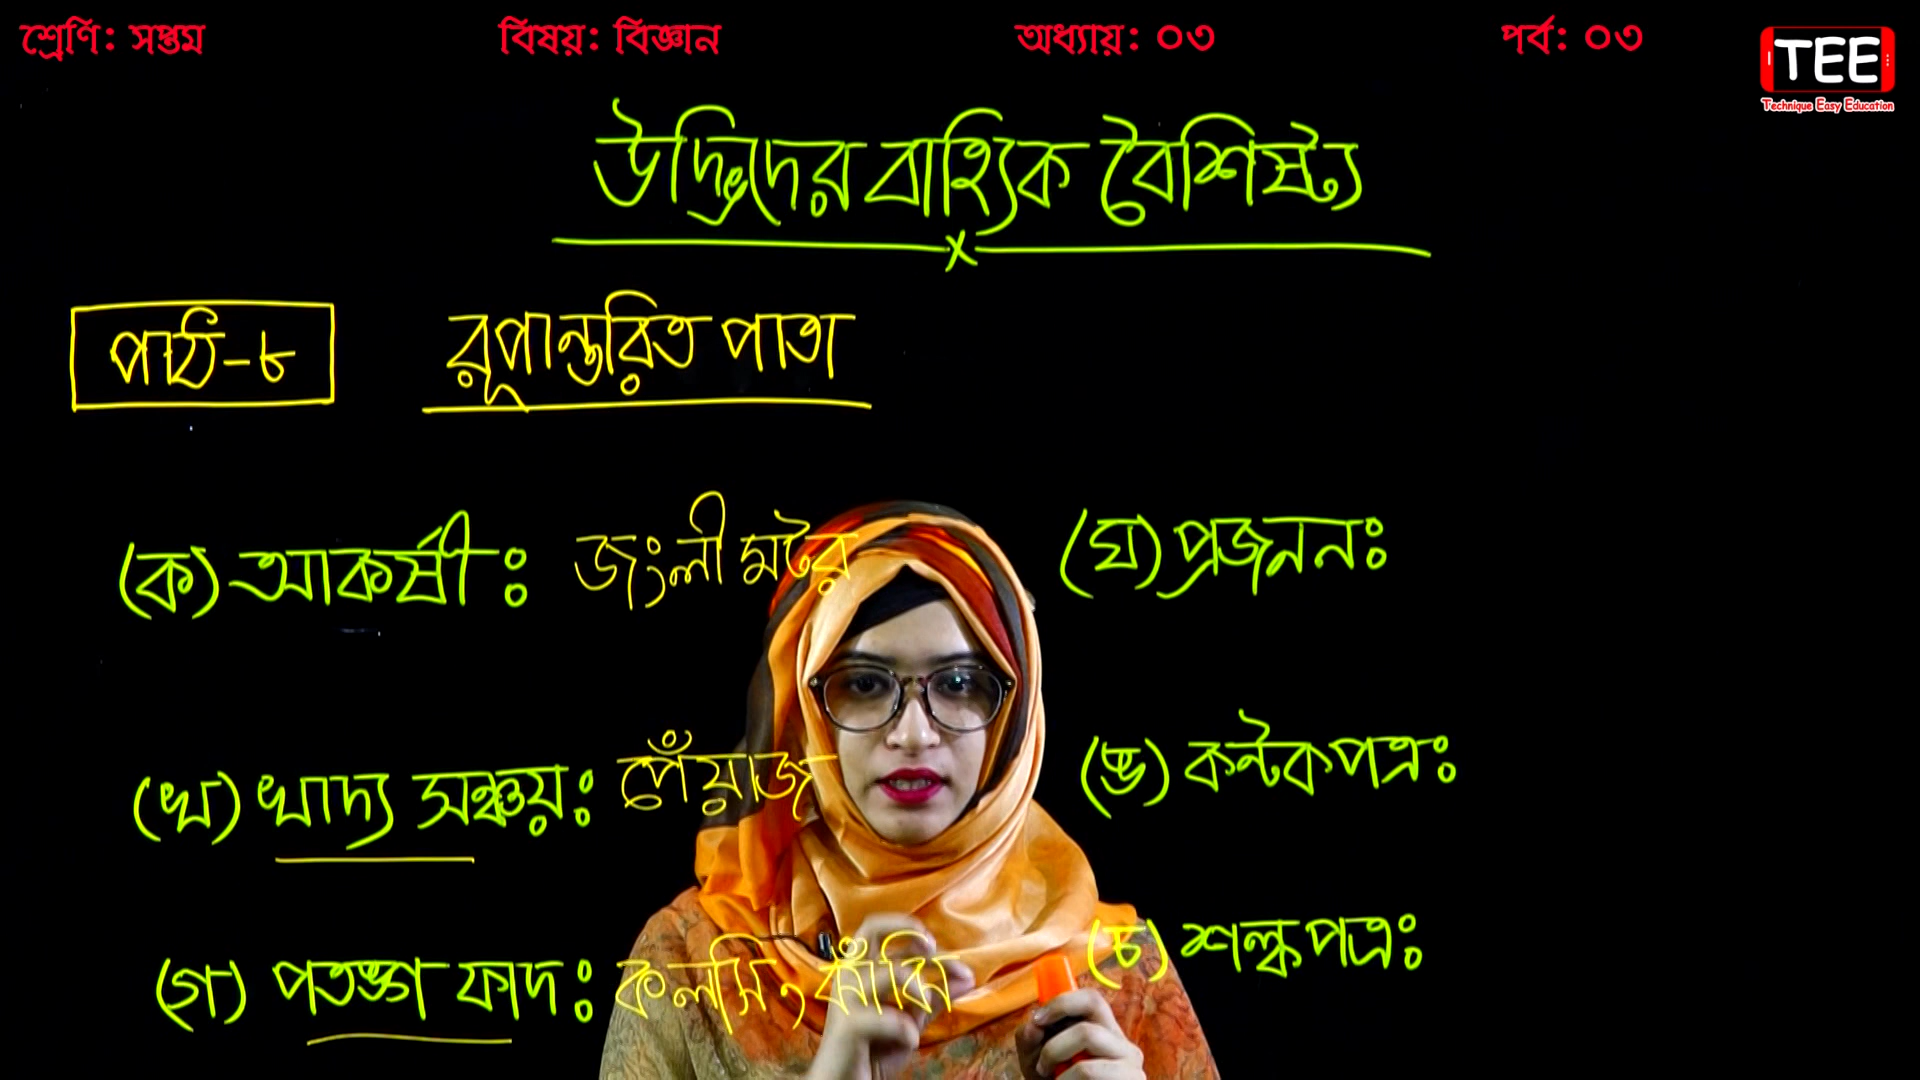 শ্রেণি: সপ্তম
বিষয়: বিজ্ঞান
অধ্যায়: ০৩
পর্ব: ০৩
TEE
Technique Easy Education
উদ্ভিদের বাহ্যিক বৈশিষ্ট্য
x
পাঠ-৮
রূপান্তরিত পাতা
(ক) আকর্ষী: জংলী মটর
(খ) খাদ্য সঞ্চয়: পেঁয়াজ
(গ) পতঙ্গ ফাদ: কলসি, ঝাঁঝি
(ঘ) প্রজনন:
(ঙ) কন্টকপত্র:
(চ) শল্কপত্র: